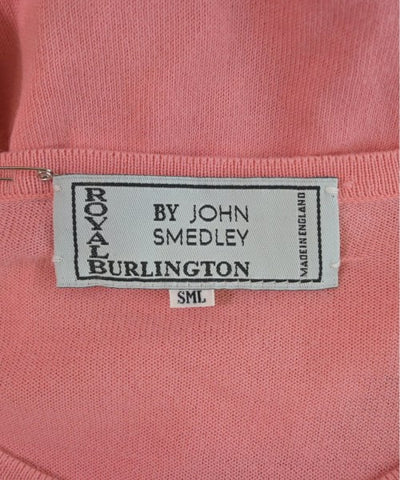 ROYAL
BY JOHN
SMEDLEY
BURLINGTON
MADE IN ENGLAND
SML